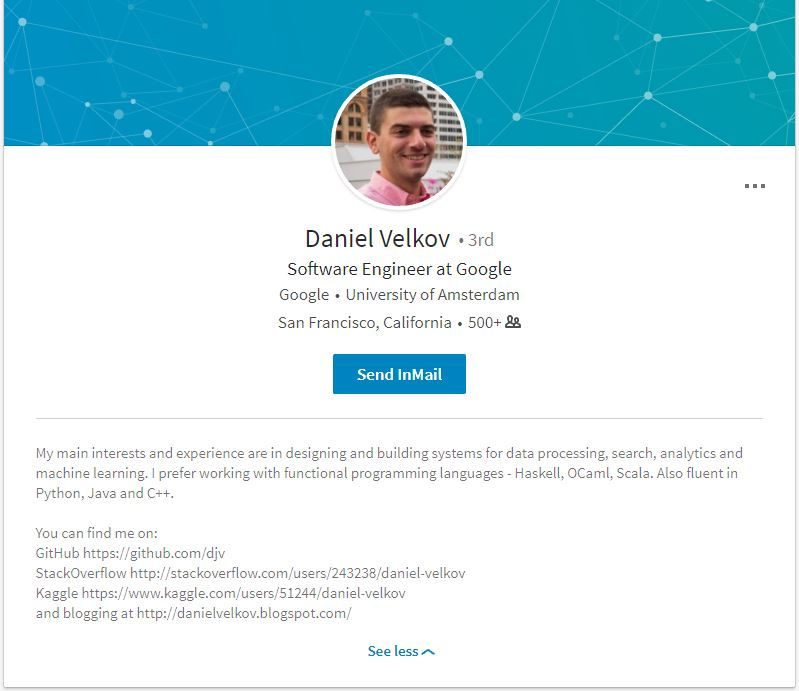 Daniel Velkov • 3rd
Software Engineer at Google
Google • University of Amsterdam
San Francisco, California • 500+
Send InMail
My main interests and experience are in designing and building systems for data processing, search, analytics and
machine learning. I prefer working with functional programming languages - Haskell, OCaml, Scala. Also fluent in
Python, Java and C++.
You can find me on:
GitHub https://github.com/djv
StackOverflow http://stackoverflow.com/users/243238/daniel-velkov
Kaggle https://www.kaggle.com/users/51244/daniel-velkov
and blogging at http://danielvelkov.blogspot.com/
See less